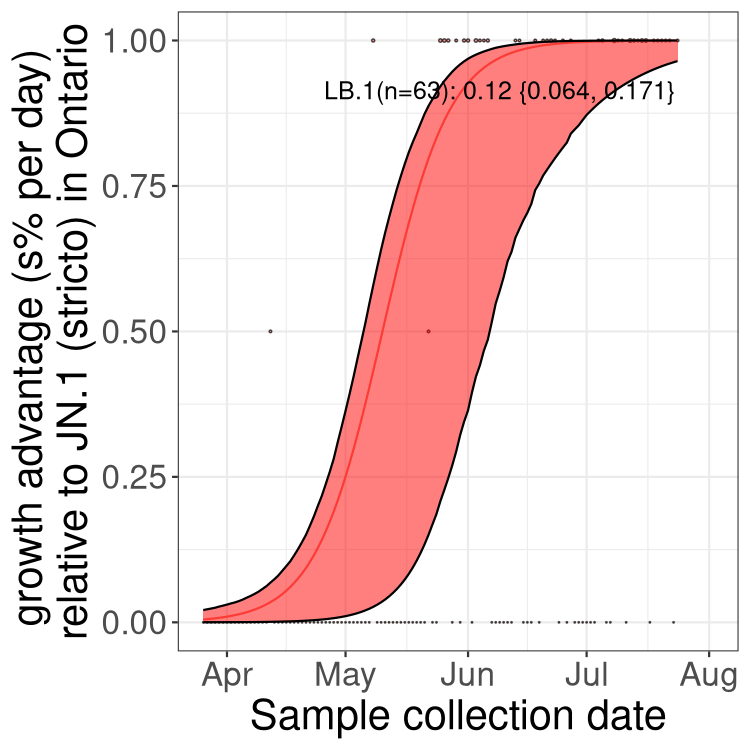 growth advantage (s% per day)
relative to JN.1 (stricto) in Ontario
1.00
0.75
0.50
0.25
0.00
LB.1(n=63): 0.12 {0.064, 0.171}
Apr May Jun Jul Aug
Sample collection date